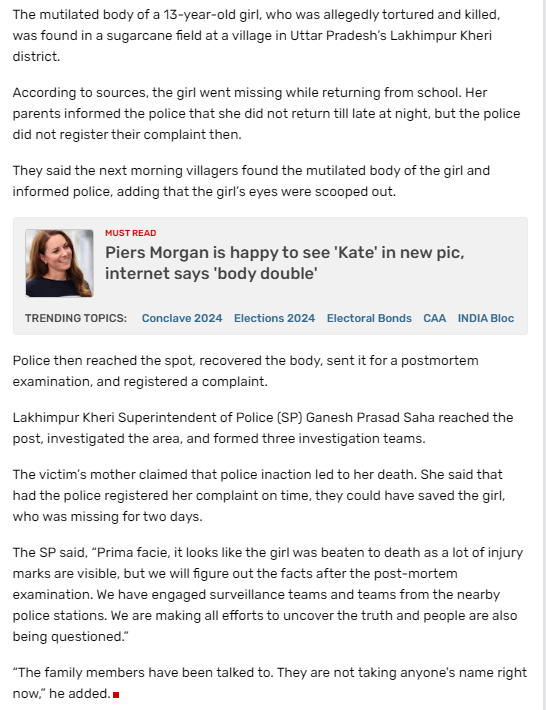 The mutilated body of a 13-year-old girl, who was allegedly tortured and killed,
was found in a sugarcane field at a village in Uttar Pradesh's Lakhimpur Kheri
district.
According to sources, the girl went missing while returning from school. Her
parents informed the police that she did not return till late at night, but the police
did not register their complaint then.
They said the next morning villagers found the mutilated body of the girl and
informed police, adding that the girl's eyes were scooped out.
MUST READ
Piers Morgan is happy to see 'Kate' in new pic,
internet says 'body double'
TRENDING TOPICS: Conclave 2024 Elections 2024 Electoral Bonds CAA INDIA Bloc
Police then reached the spot, recovered the body, sent it for a postmortem
examination, and registered a complaint.
Lakhimpur Kheri Superintendent of Police (SP) Ganesh Prasad Saha reached the
post, investigated the area, and formed three investigation teams.
The victim's mother claimed that police inaction led to her death. She said that
had the police registered her complaint on time, they could have saved the girl,
who was missing for two days.
The SP said, "Prima facie, it looks like the girl was beaten to death as a lot of injury
marks are visible, but we will figure out the facts after the post-mortem
examination. We have engaged surveillance teams and teams from the nearby
police stations. We are making all efforts to uncover the truth and people are also
being questioned."
"The family members have been talked to. They are not taking anyone's name right
now," he added.